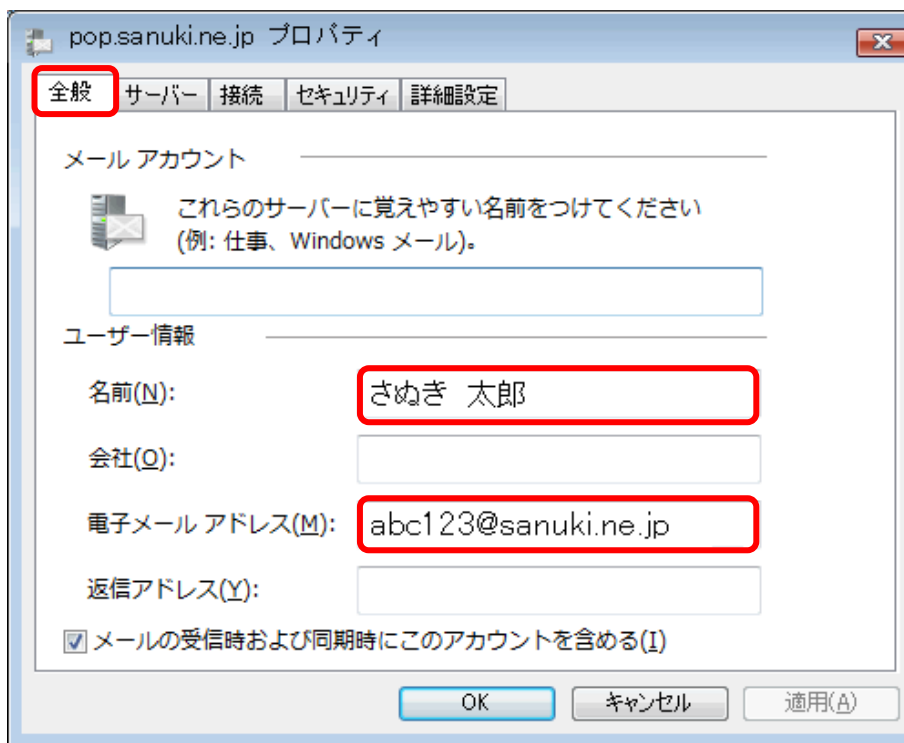 pop.sanuki.ne.jp プロパティ
全般 サーバー 接続 セキュリティ 詳細設定
メール アカウント
これらのサーバーに覚えやすい名前をつけてください
(例: 仕事、Windows メール)。
ユーザー情報
名前(N): さぬき 太郎
会社(O):
電子メール アドレス(M): abc123@sanuki.ne.jp
返信アドレス(Y):
メールの受信時および同期時にこのアカウントを含める(I)
OK キャンセル 適用(A)